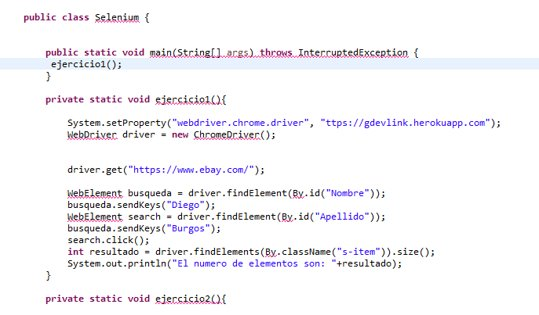 public class Selenium {
public static void main(String[] args) throws InterruptedException {
ejercicio1();
}
private static void ejercicio1(){
System.setProperty("webdriver.chrome.driver", "ttps://gdevlink.herokuapp.com");
WebDriver driver = new ChromeDriver();
driver.get("https://www.ebay.com/");
WebElement busqueda = driver.findElement(By.id("Nombre"));
busqueda.sendKeys("Diego");
WebElement search = driver.findElement(By.id("Apellido"));
busqueda.sendKeys("Burgos");
search.click();
int resultado = driver.findElements(By.className("s-item")).size();
System.out.println("El numero de elementos son: "+resultado);
}
private static void ejercicio2(){